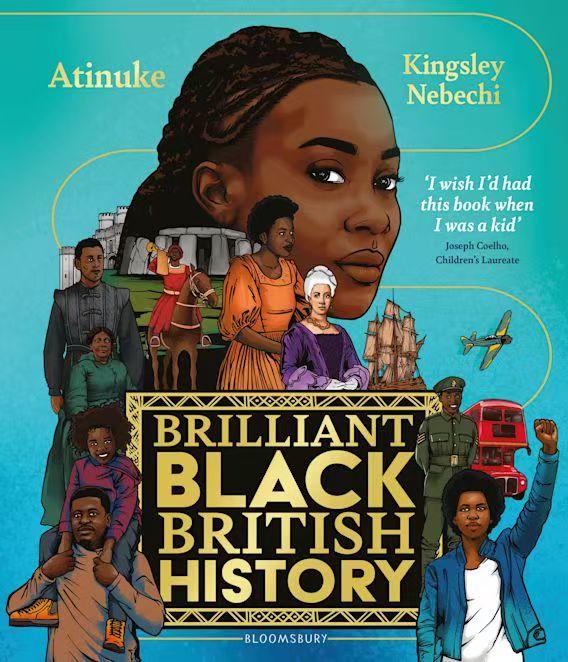 Atinuke
Kingsley
Nebechi
‘I wish I’d had
this book when
I was a kid’
Joseph Coelho,
Children’s Laureate
BRILLIANT
BLACK
BRITISH
HISTORY
BLOOMSBURY